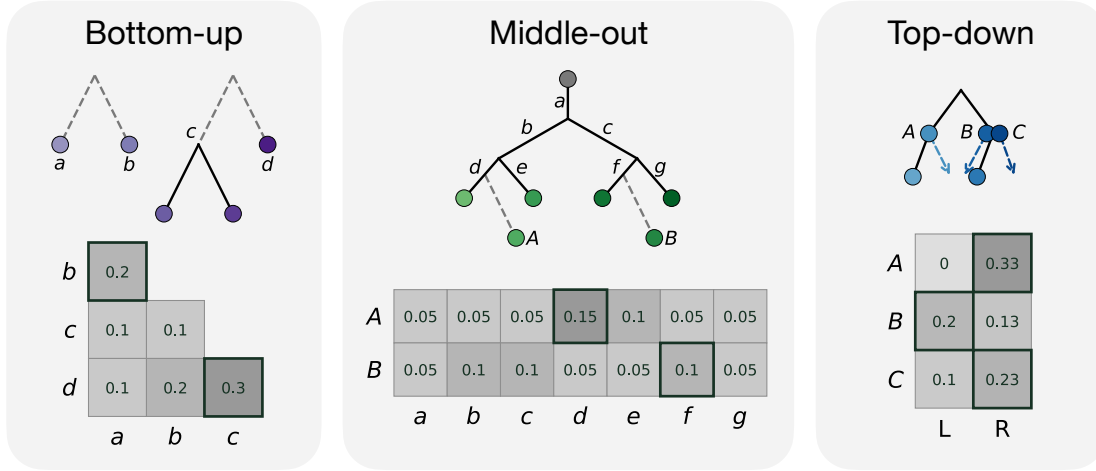 Bottom-up
a b c d
b 0.2
c 0.1 0.1
d 0.1 0.2 0.3
a b c
Middle-out
a
b c
d e f g
A B
A 0.05 0.05 0.05 0.15 0.1 0.05 0.05
B 0.05 0.1 0.1 0.05 0.05 0.1 0.05
a b c d e f g
Top-down
A B C
A 0 0.33
B 0.2 0.13
C 0.1 0.23
L R